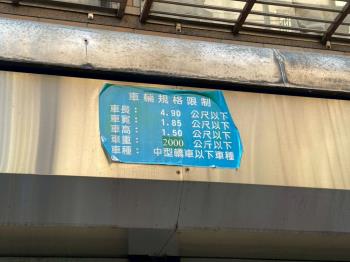 車輛規格限制
車長： 4.90 公尺以下
車寬： 1.85 公尺以下
車高： 1.50 公尺以下
車重： 2000 公斤以下
車種： 中型轎車以下車種